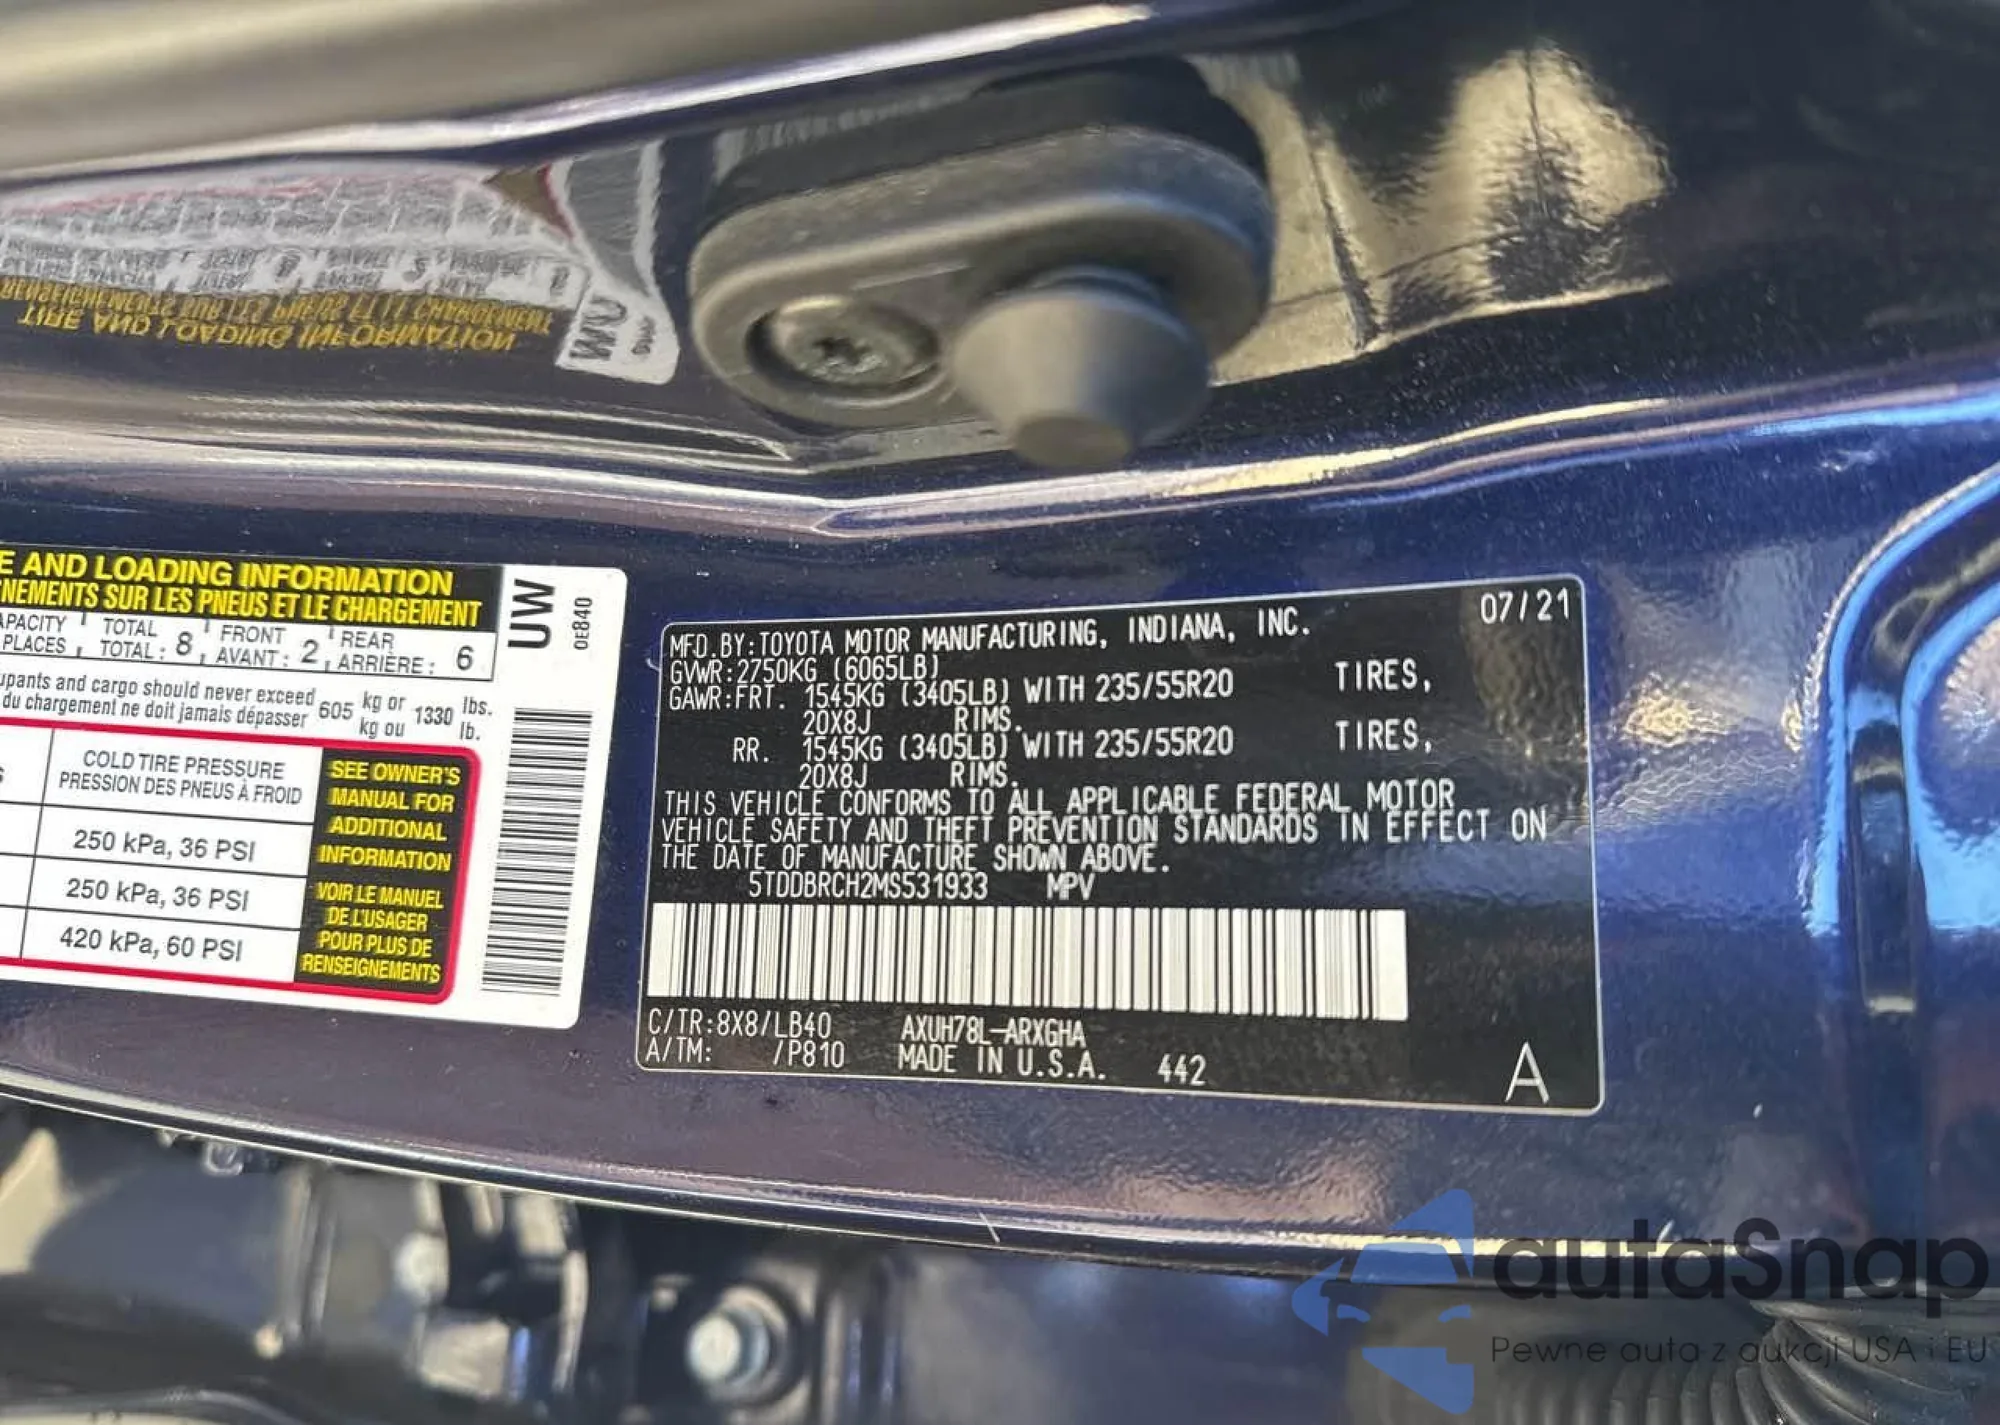 E AND LOADING INFORMATION
NEMENTS SUR LES PNEUS ET LE CHARGEMENT
APACITY TOTAL FRONT REAR
PLACES TOTAL: 8 AVANT: 2 ARRIÈRE: 6
upants and cargo should never exceed 605 kg or 1330 lbs.
du chargement ne doit jamais dépasser kg ou lb.
COLD TIRE PRESSURE
PRESSION DES PNEUS À FROID
250 kPa, 36 PSI
250 kPa, 36 PSI
420 kPa, 60 PSI
SEE OWNER'S
MANUAL FOR
ADDITIONAL
INFORMATION
VOIR LE MANUEL
DE L'USAGER
POUR PLUS DE
RENSEIGNEMENTS
UW
0E840
07/21
MFD. BY: TOYOTA MOTOR MANUFACTURING, INDIANA, INC.
GVWR: 2750KG (6065LB)
GAWR: FRT. 1545KG (3405LB) WITH 235/55R20 TIRES,
20X8J RIMS.
RR. 1545KG (3405LB) WITH 235/55R20 TIRES,
20X8J RIMS.
THIS VEHICLE CONFORMS TO ALL APPLICABLE FEDERAL MOTOR
VEHICLE SAFETY AND THEFT PREVENTION STANDARDS IN EFFECT ON
THE DATE OF MANUFACTURE SHOWN ABOVE.
5TDDBRCH2MS531933 MPV
C/TR: 8X8/LB40 AXUH78L-ARXGHA
A/TM: /P810 MADE IN U.S.A. 442
A
autaSnap
Pewne auta z aukcji USA i EU